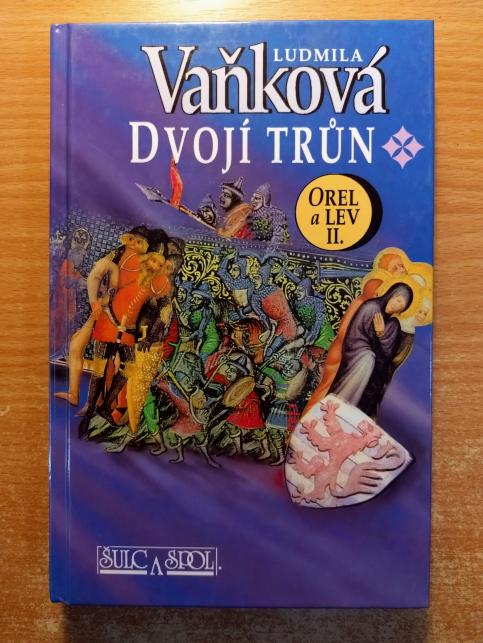 LUDMILA
Vaňková
DVOJÍ TRŮN
OREL
a LEV
II.
ŠULC A SPOL.